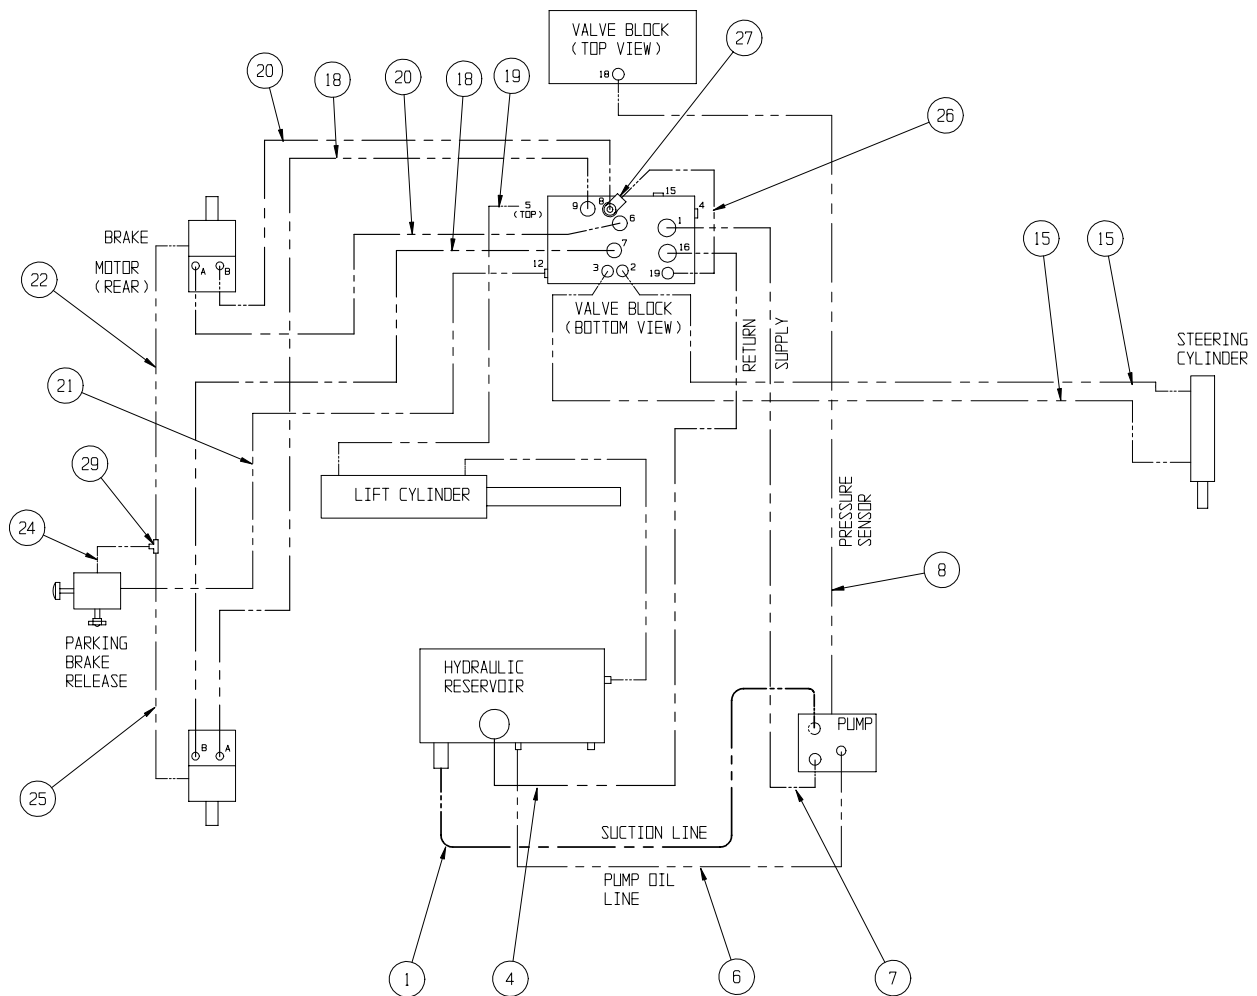 VALVE BLOCK
(TOP VIEW)
18
27
20
18
20
18
19
26
15
5
(TOP)
9
8
6
4
1
7
16
12
3
2
19
VALVE BLOCK
(BOTTOM VIEW)
BRAKE
MOTOR
(REAR)
A
B
22
15
15
RETURN
SUPPLY
STEERING
CYLINDER
21
29
LIFT CYLINDER
PRESSURE
SENSOR
24
8
PARKING
BRAKE
RELEASE
HYDRAULIC
RESERVOIR
PUMP
B
A
25
SUCTION LINE
PUMP OIL
LINE
1
4
6
7